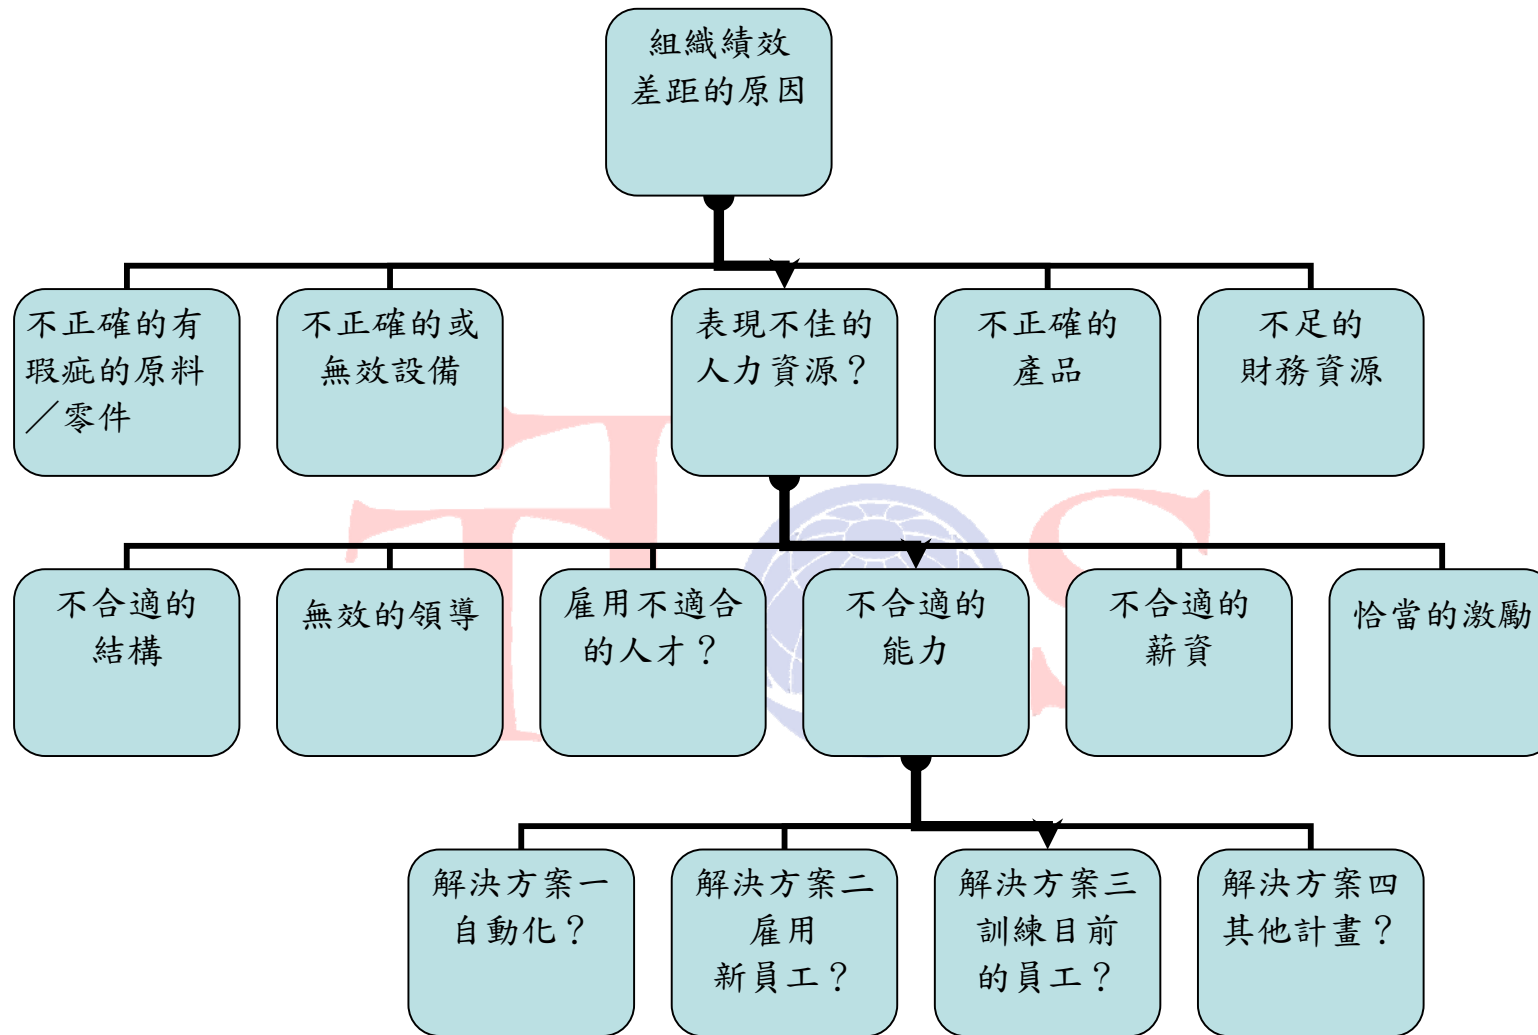 組織績效
差距的原因
不正確的有
瑕疵的原料
／零件
不正確的或
無效設備
表現不佳的
人力資源？
不正確的
產品
不足的
財務資源
不合適的
結構
無效的領導
雇用不適合
的人才？
不合適的
能力
不合適的
薪資
恰當的激勵
解決方案一
自動化？
解決方案二
雇用
新員工？
解決方案三
訓練目前
的員工？
解決方案四
其他計畫？